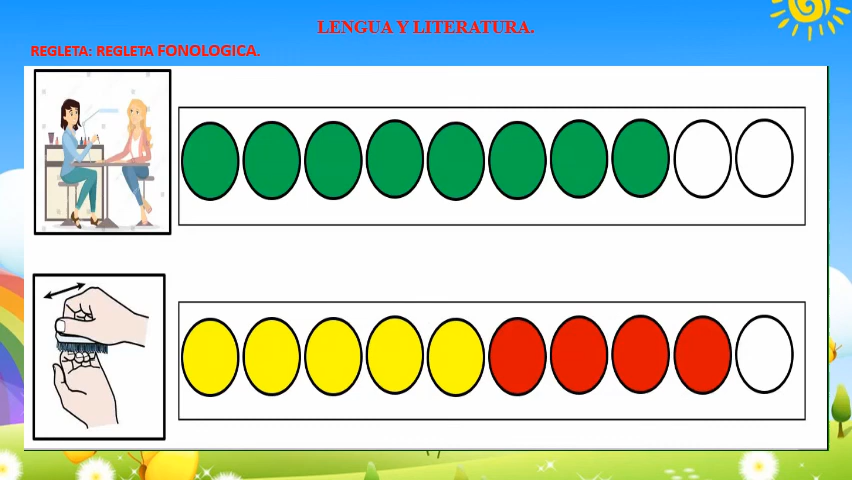 LENGUA Y LITERATURA.
REGLETA: REGLETA FONOLOGICA.